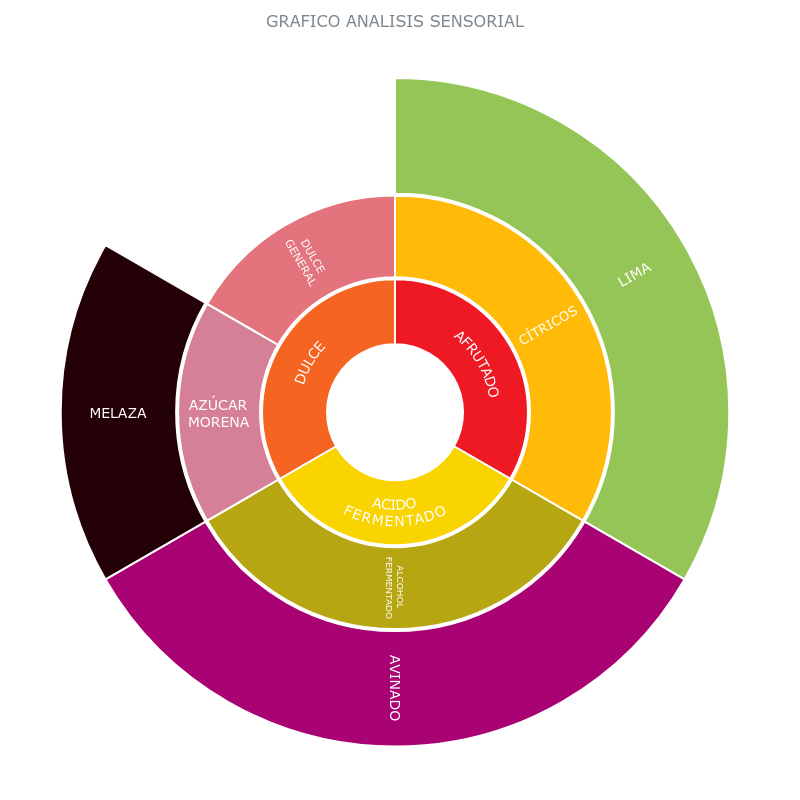 GRAFICO ANALISIS SENSORIAL
DULCE
GENERAL
LIMA
CÍTRICOS
DULCE
AFRUTADO
AZÚCAR
MORENA
MELAZA
ACIDO
FERMENTADO
ALCOHOL
FERMENTADO
AVINADO